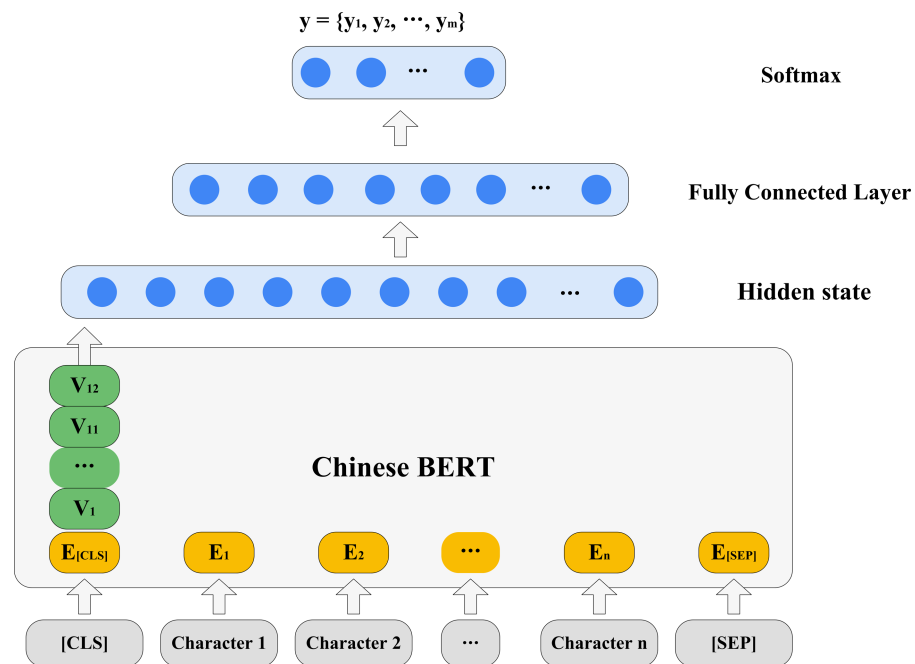 y = {y₁, y₂, ···, yₘ}
··· Softmax
··· Fully Connected Layer
··· Hidden state
V₁₂
V₁₁
···
Chinese BERT
V₁
E[CLS] E₁ E₂ ··· Eₙ E[SEP]
[CLS] Character 1 Character 2 ··· Character n [SEP]